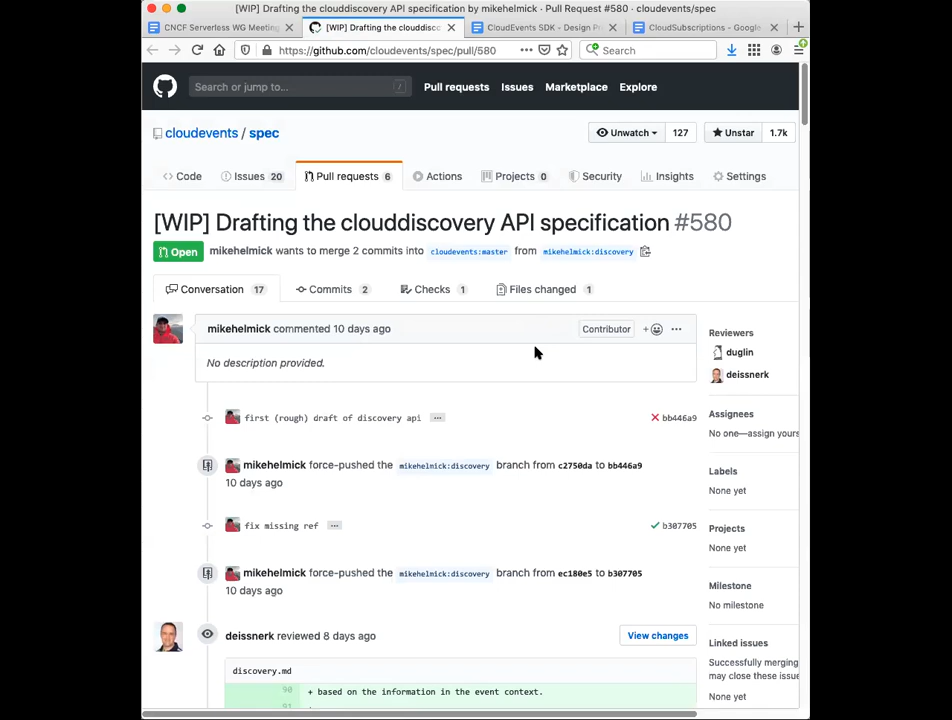 [WIP] Drafting the clouddiscovery API specification by mikehelmick · Pull Request #580 · cloudevents/spec
CNCF Serverless WG Meeting
[WIP] Drafting the clouddisco
CloudEvents SDK - Design P
CloudSubscriptions - Google
https://github.com/cloudevents/spec/pull/580
Search
Search or jump to...
/
Pull requests
Issues
Marketplace
Explore
cloudevents / spec
Unwatch
127
Unstar
1.7k
Code
Issues 20
Pull requests 6
Actions
Projects 0
Security
Insights
Settings
[WIP] Drafting the clouddiscovery API specification #580
Open
mikehelmick wants to merge 2 commits into cloudevents:master from mikehelmick:discovery
Conversation 17
Commits 2
Checks 1
Files changed 1
mikehelmick commented 10 days ago
Contributor
No description provided.
first (rough) draft of discovery api
bb446a9
mikehelmick force-pushed the mikehelmick:discovery branch from c2750da to bb446a9
10 days ago
fix missing ref
b307705
mikehelmick force-pushed the mikehelmick:discovery branch from ec180e5 to b307705
10 days ago
deissnerk reviewed 8 days ago
View changes
discovery.md
90 + based on the information in the event context.
91 +
Reviewers
duglin
deissnerk
Assignees
No one—assign yours
Labels
None yet
Projects
None yet
Milestone
No milestone
Linked issues
Successfully merging
may close these issue
None yet